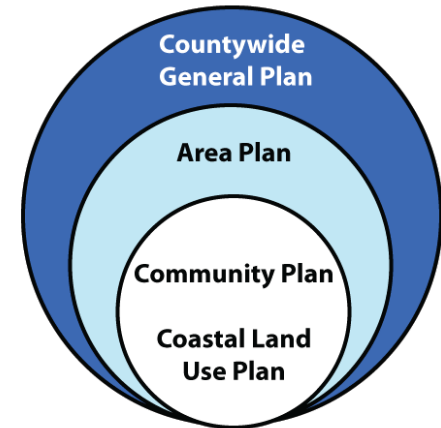 Countywide
General Plan
Area Plan
Community Plan
Coastal Land
Use Plan